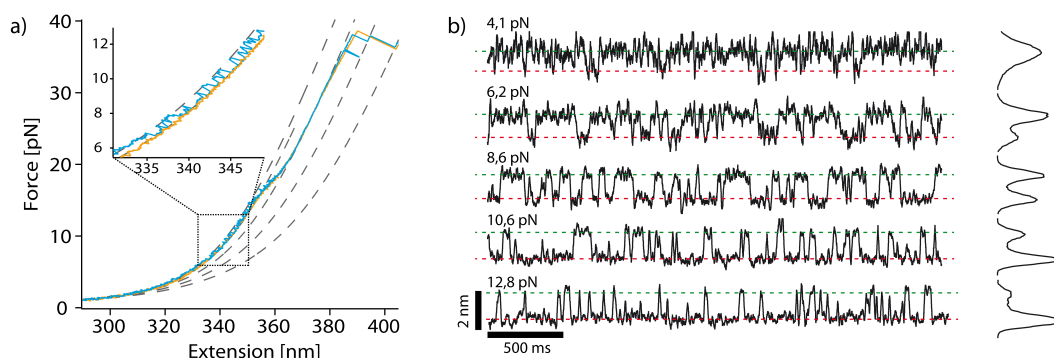 a)
40
30
20
10
0
Force [pN]
12
10
8
6
335 340 345
300 320 340 360 380 400
Extension [nm]
b)
4,1 pN
6,2 pN
8,6 pN
10,6 pN
12,8 pN
2 nm
500 ms